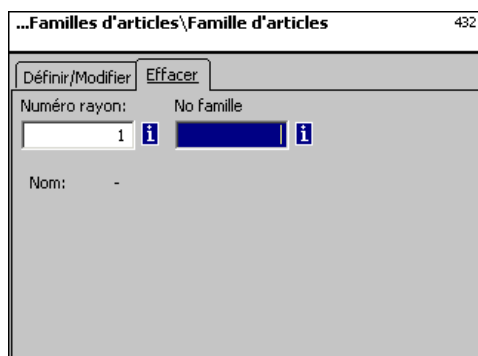 ...Familles d'articles\Famille d'articles 432
Définir/Modifier Effacer
Numéro rayon: No famille
1 i i
Nom: -